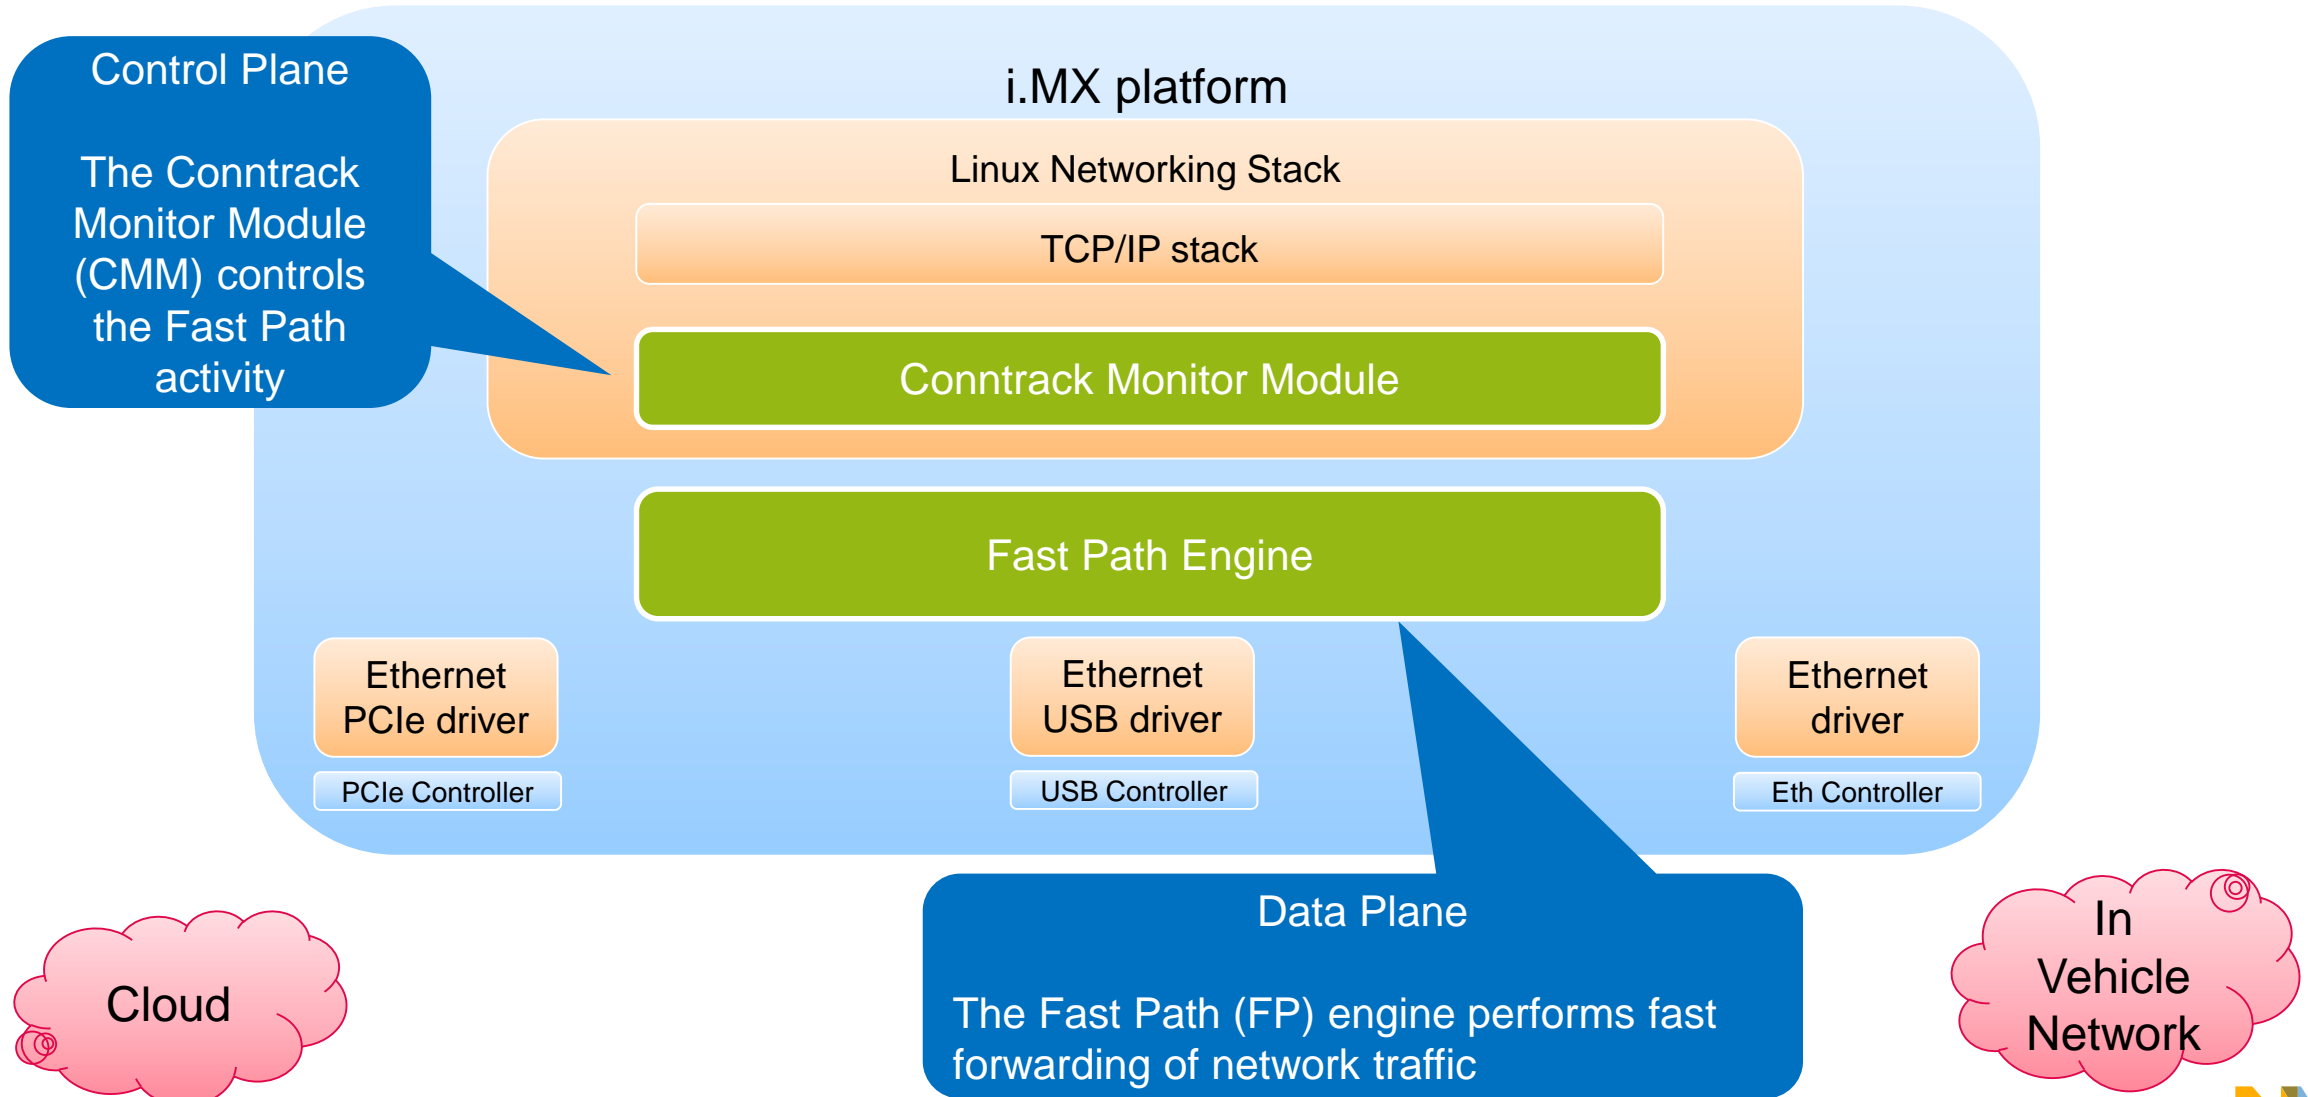 Control Plane
The Conntrack
Monitor Module
(CMM) controls
the Fast Path
activity
i.MX platform
Linux Networking Stack
TCP/IP stack
Conntrack Monitor Module
Fast Path Engine
Ethernet
PCIe driver
PCIe Controller
Ethernet
USB driver
USB Controller
Ethernet
driver
Eth Controller
Data Plane
The Fast Path (FP) engine performs fast
forwarding of network traffic
Cloud
In
Vehicle
Network